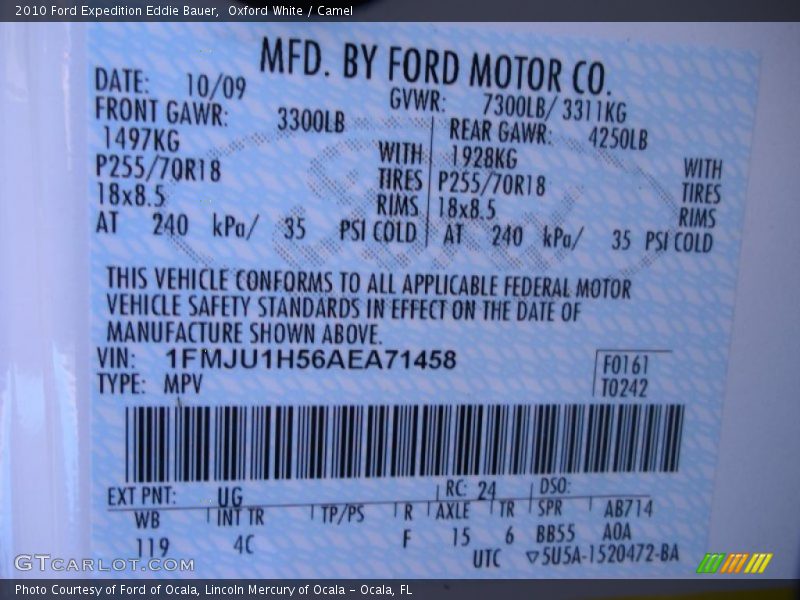 2010 Ford Expedition Eddie Bauer, Oxford White / Camel
MFD. BY FORD MOTOR CO.
DATE: 10/09 GVWR: 7300LB/ 3311KG
FRONT GAWR: 3300LB REAR GAWR: 4250LB
1497KG WITH 1928KG WITH
P255/70R18 TIRES P255/70R18 TIRES
18x8.5 RIMS 18x8.5 RIMS
AT 240 kPa/ 35 PSI COLD AT 240 kPa/ 35 PSI COLD
THIS VEHICLE CONFORMS TO ALL APPLICABLE FEDERAL MOTOR
VEHICLE SAFETY STANDARDS IN EFFECT ON THE DATE OF
MANUFACTURE SHOWN ABOVE.
VIN: 1FMJU1H56AEA71458 F0161
TYPE: MPV T0242
EXT PNT: UG RC: 24 DSO:
WB INT TR TP/PS R AXLE TR SPR AB714
119 4C F 15 6 BB55 A0A
UTC ▽5U5A-1520472-BA
GTCarlot.com
Photo Courtesy of Ford of Ocala, Lincoln Mercury of Ocala – Ocala, FL